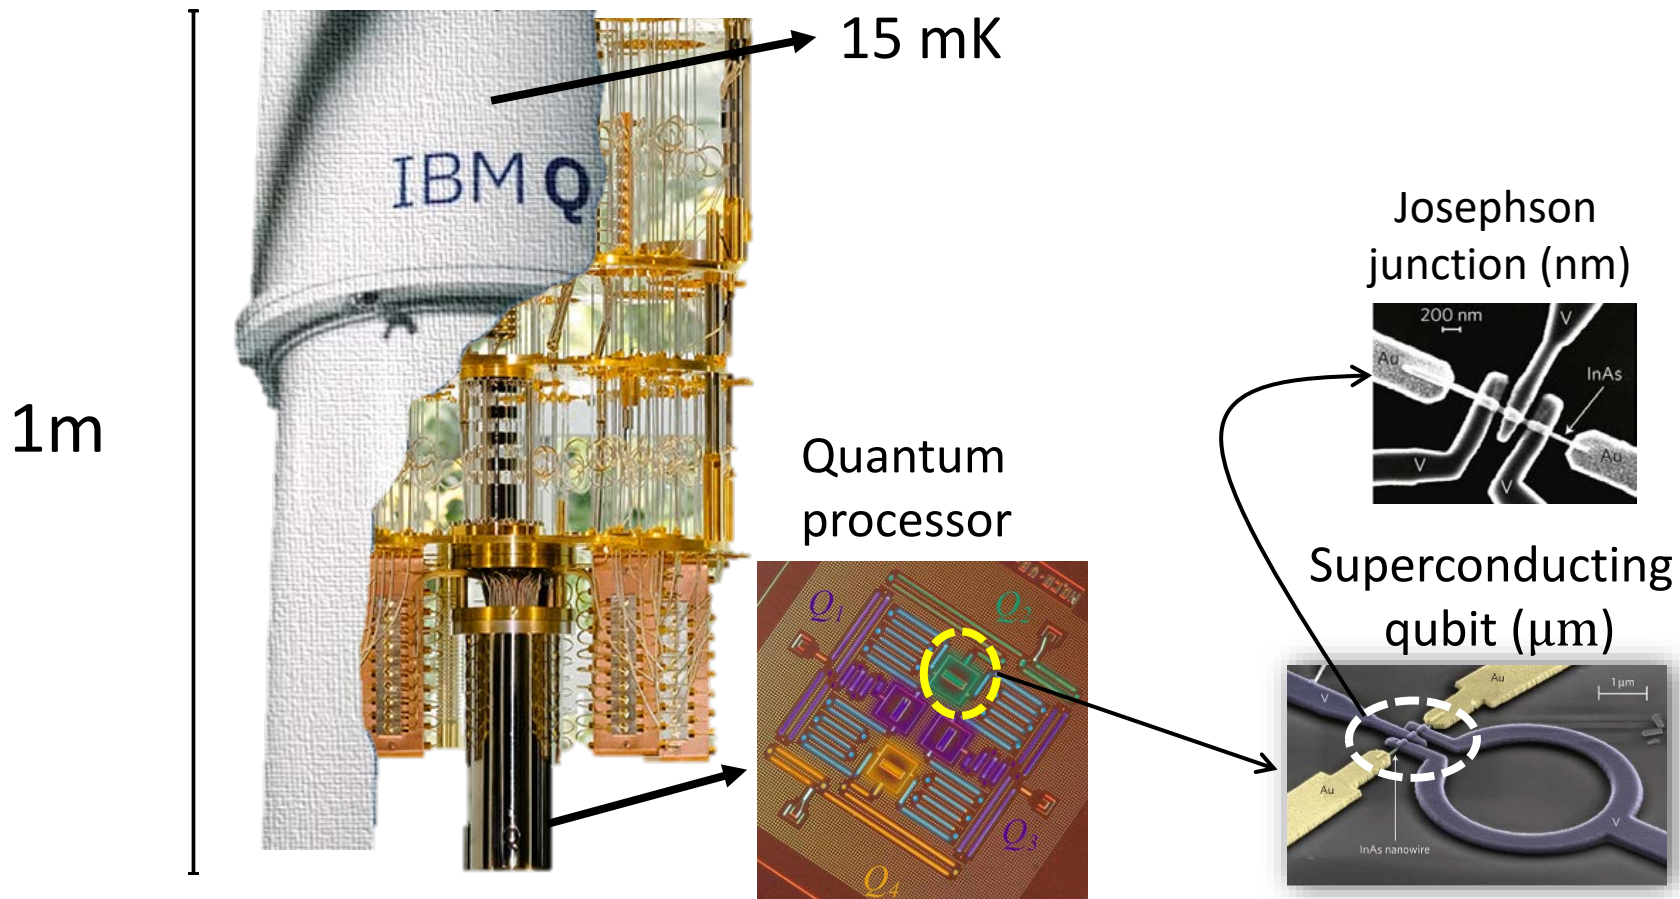 15 mK
IBM Q
1m
Quantum
processor
Q1
Q2
Q3
Q4
Josephson
junction (nm)
200 nm
V
Au
InAs
Au
V
V
Superconducting
qubit (μm)
V
Au
1 μm
Au
V
InAs nanowire